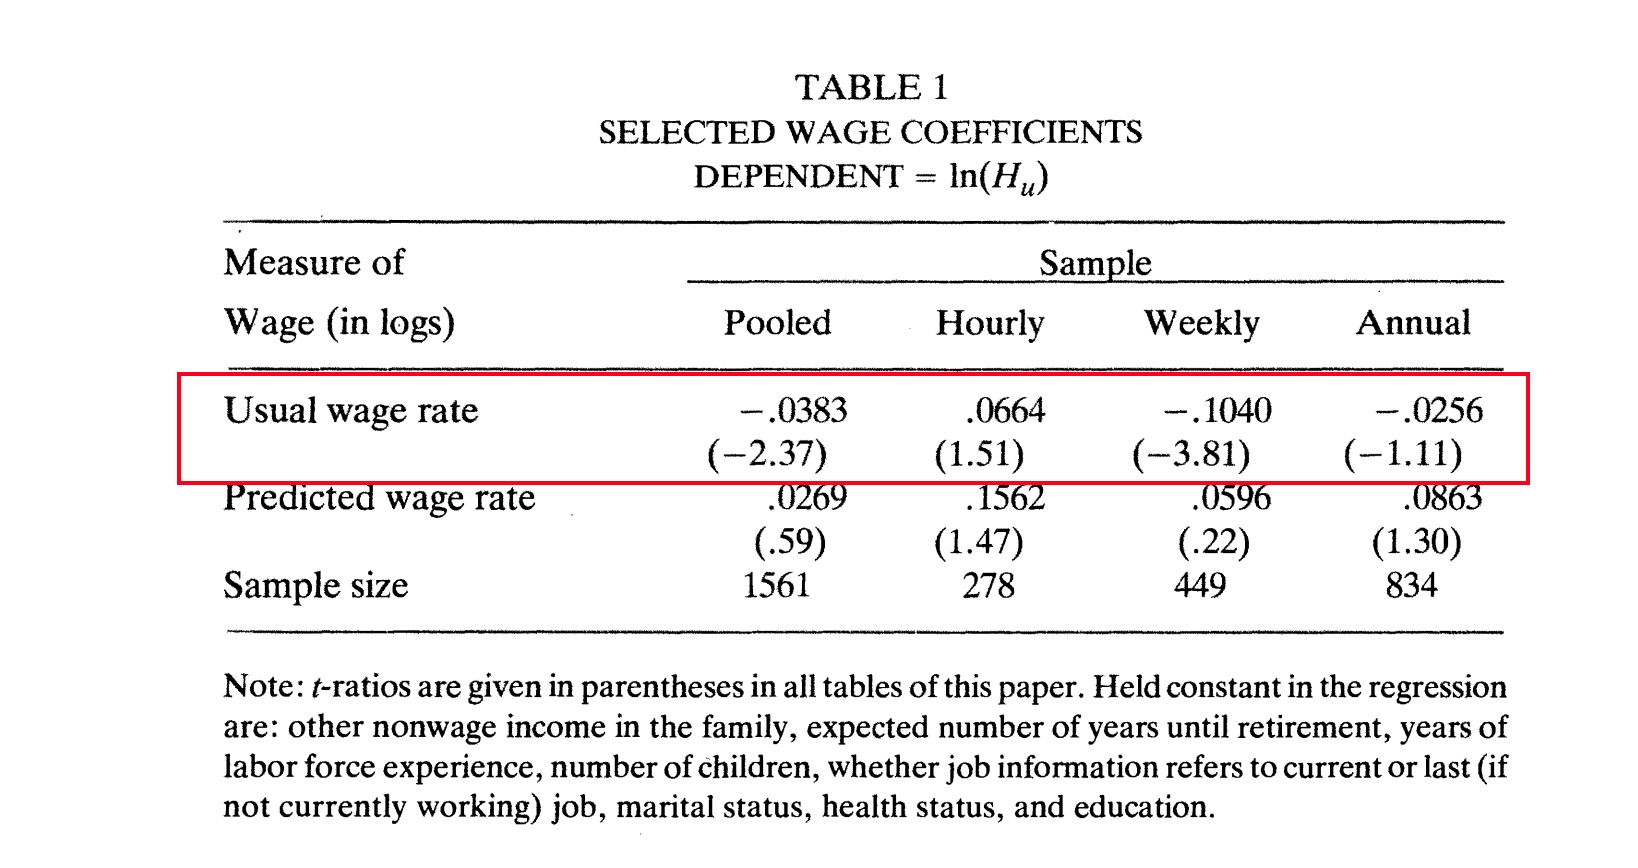 TABLE 1
SELECTED WAGE COEFFICIENTS
DEPENDENT = ln(Hu)
Measure of Sample
Wage (in logs) Pooled Hourly Weekly Annual
Usual wage rate −.0383 .0664 −.1040 −.0256
(−2.37) (1.51) (−3.81) (−1.11)
Predicted wage rate .0269 .1562 .0596 .0863
(.59) (1.47) (.22) (1.30)
Sample size 1561 278 449 834
Note: t-ratios are given in parentheses in all tables of this paper. Held constant in the regression
are: other nonwage income in the family, expected number of years until retirement, years of
labor force experience, number of children, whether job information refers to current or last (if
not currently working) job, marital status, health status, and education.